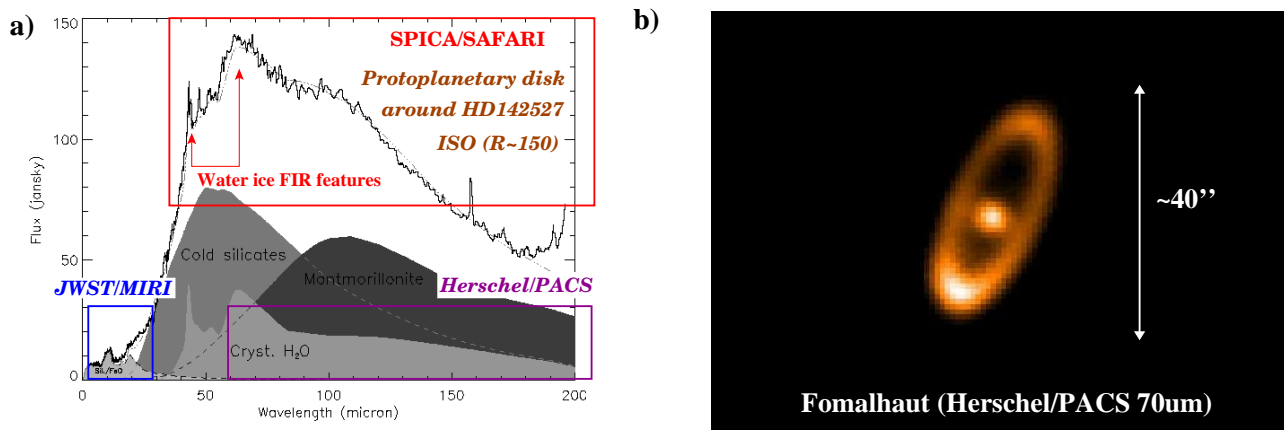 a)
150
100
50
0
Flux (jansky)
SPICA/SAFARI
Protoplanetary disk
around HD142527
ISO (R~150)
Water ice FIR features
Cold silicates
Montmorillonite
JWST/MIRI
Herschel/PACS
Cryst. H₂O
Sil./FeO
0
50
100
150
200
Wavelength (micron)
b)
~40’’
Fomalhaut (Herschel/PACS 70um)